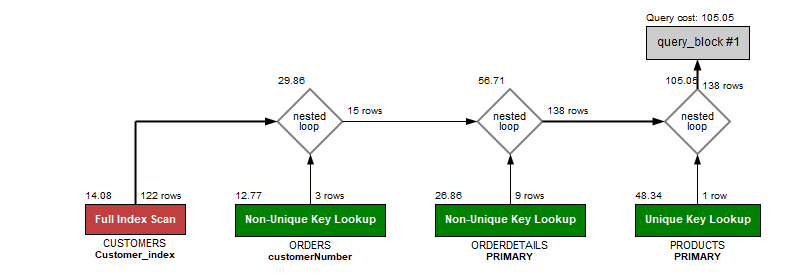 Query cost: 105.05
query_block #1
29.86
56.71
105.05
138 rows
nested
loop
15 rows
nested
loop
138 rows
nested
loop
14.08
122 rows
12.77
3 rows
26.86
9 rows
48.34
1 row
Full Index Scan
Non-Unique Key Lookup
Non-Unique Key Lookup
Unique Key Lookup
CUSTOMERS
Customer_index
ORDERS
customerNumber
ORDERDETAILS
PRIMARY
PRODUCTS
PRIMARY